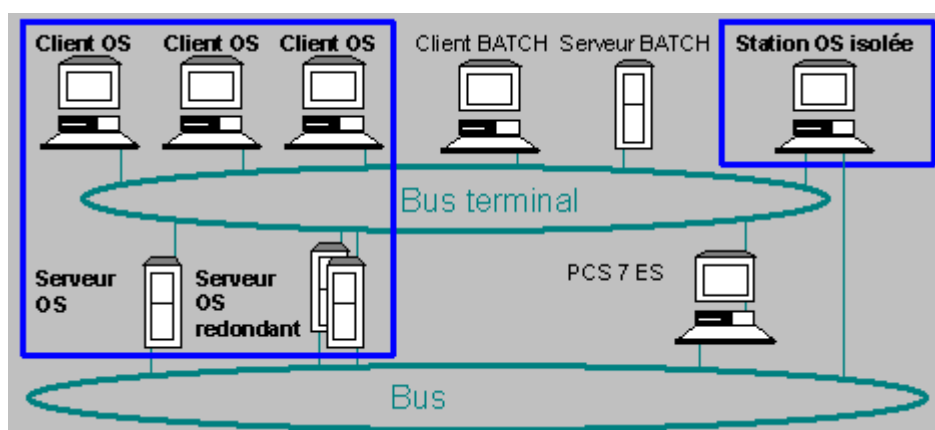 Client OS Client OS Client OS Client BATCH Serveur BATCH Station OS isolée
Bus terminal
Serveur
OS
Serveur
OS
redondant
PCS 7 ES
Bus